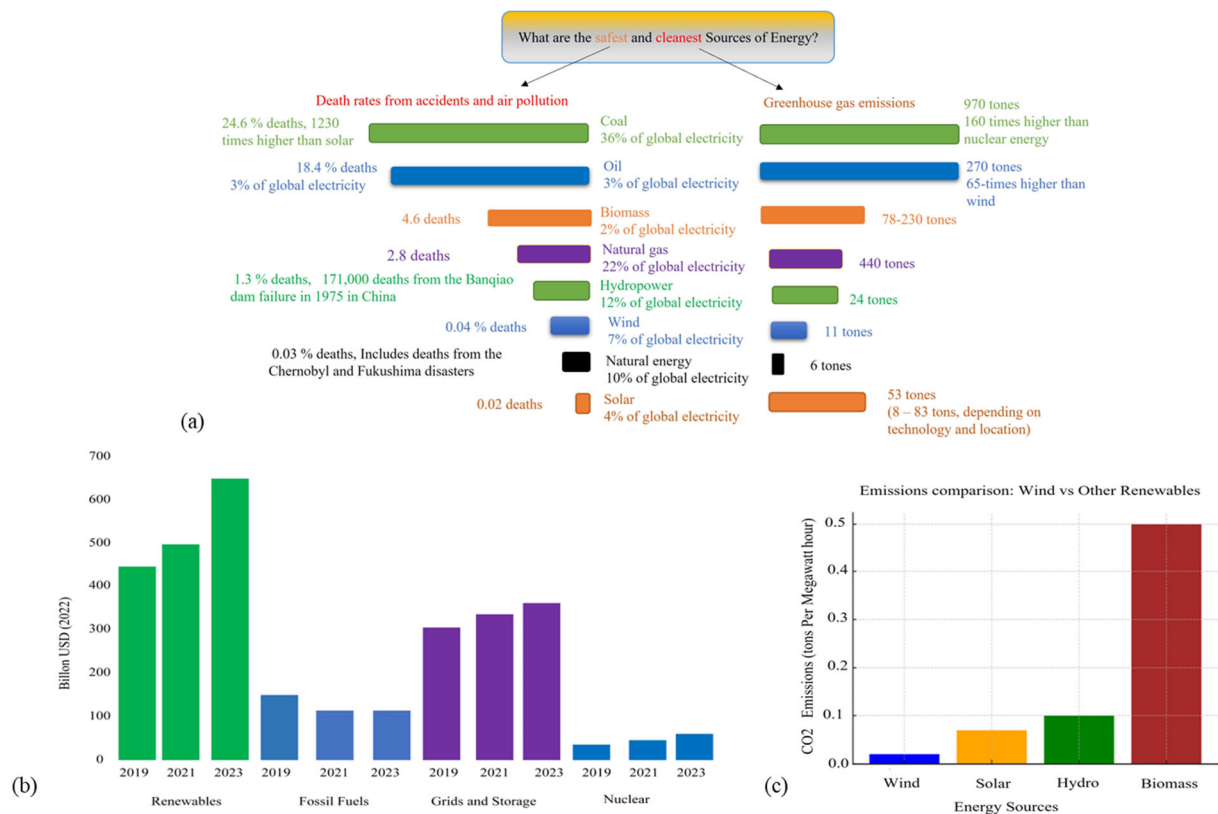 What are the safest and cleanest Sources of Energy?
Death rates from accidents and air pollution
Greenhouse gas emissions
24.6 % deaths, 1230
times higher than solar
Coal
36% of global electricity
970 tones
160 times higher than
nuclear energy
18.4 % deaths
3% of global electricity
Oil
3% of global electricity
270 tones
65-times higher than
wind
4.6 deaths
Biomass
2% of global electricity
78-230 tones
2.8 deaths
Natural gas
22% of global electricity
440 tones
1.3 % deaths, 171,000 deaths from the Banqiao
dam failure in 1975 in China
Hydropower
12% of global electricity
24 tones
0.04 % deaths
Wind
7% of global electricity
11 tones
0.03 % deaths, Includes deaths from the
Chernobyl and Fukushima disasters
Natural energy
10% of global electricity
6 tones
0.02 deaths
Solar
4% of global electricity
53 tones
(8 – 83 tons, depending on
technology and location)
(a)
700
600
500
400
300
200
100
0
Billon USD (2022)
2019 2021 2023 2019 2021 2023 2019 2021 2023 2019 2021 2023
Renewables Fossil Fuels Grids and Storage Nuclear
(b)
Emissions comparison: Wind vs Other Renewables
CO2 Emissions (tons Per Megawatt hour)
0.5
0.4
0.3
0.2
0.1
0.0
Wind Solar Hydro Biomass
Energy Sources
(c)